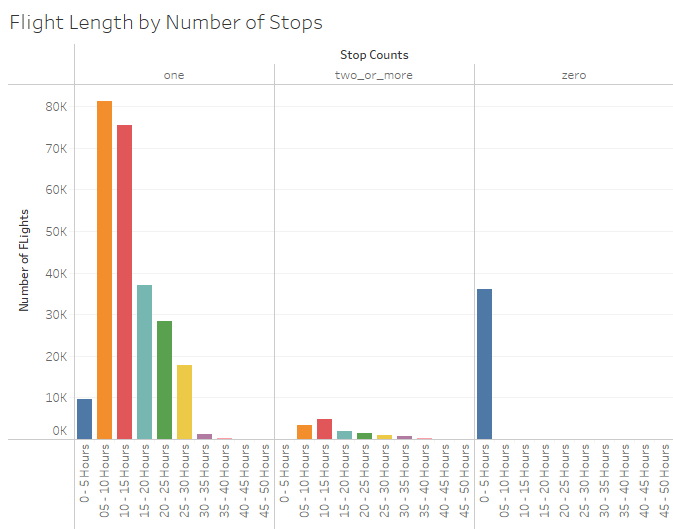 Flight Length by Number of Stops
Stop Counts
one two_or_more zero
80K
70K
60K
50K
40K
30K
20K
10K
0K
Number of FLights
0 - 5 Hours
05 - 10 Hours
10 - 15 Hours
15 - 20 Hours
20 - 25 Hours
25 - 30 Hours
30 - 35 Hours
35 - 40 Hours
40 - 45 Hours
45 - 50 Hours
0 - 5 Hours
05 - 10 Hours
10 - 15 Hours
15 - 20 Hours
20 - 25 Hours
25 - 30 Hours
30 - 35 Hours
35 - 40 Hours
40 - 45 Hours
45 - 50 Hours
0 - 5 Hours
05 - 10 Hours
10 - 15 Hours
15 - 20 Hours
20 - 25 Hours
25 - 30 Hours
30 - 35 Hours
35 - 40 Hours
40 - 45 Hours
45 - 50 Hours